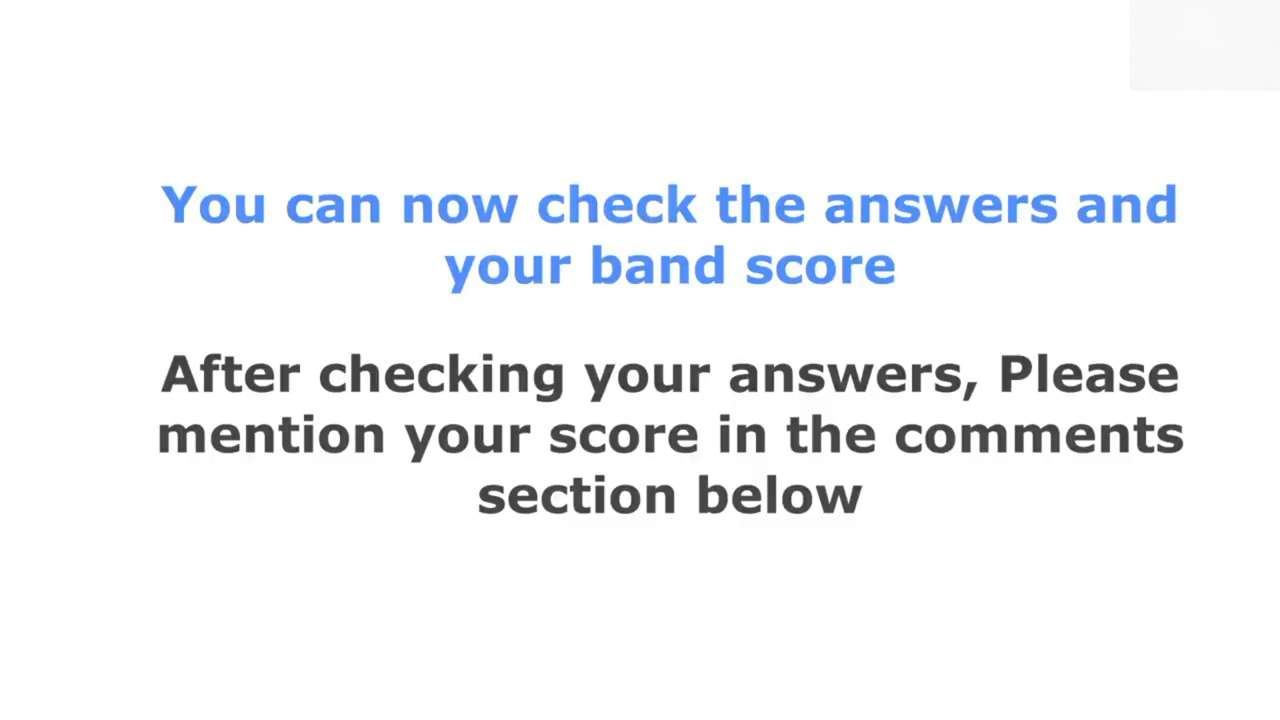 You can now check the answers and
your band score
After checking your answers, Please
mention your score in the comments
section below